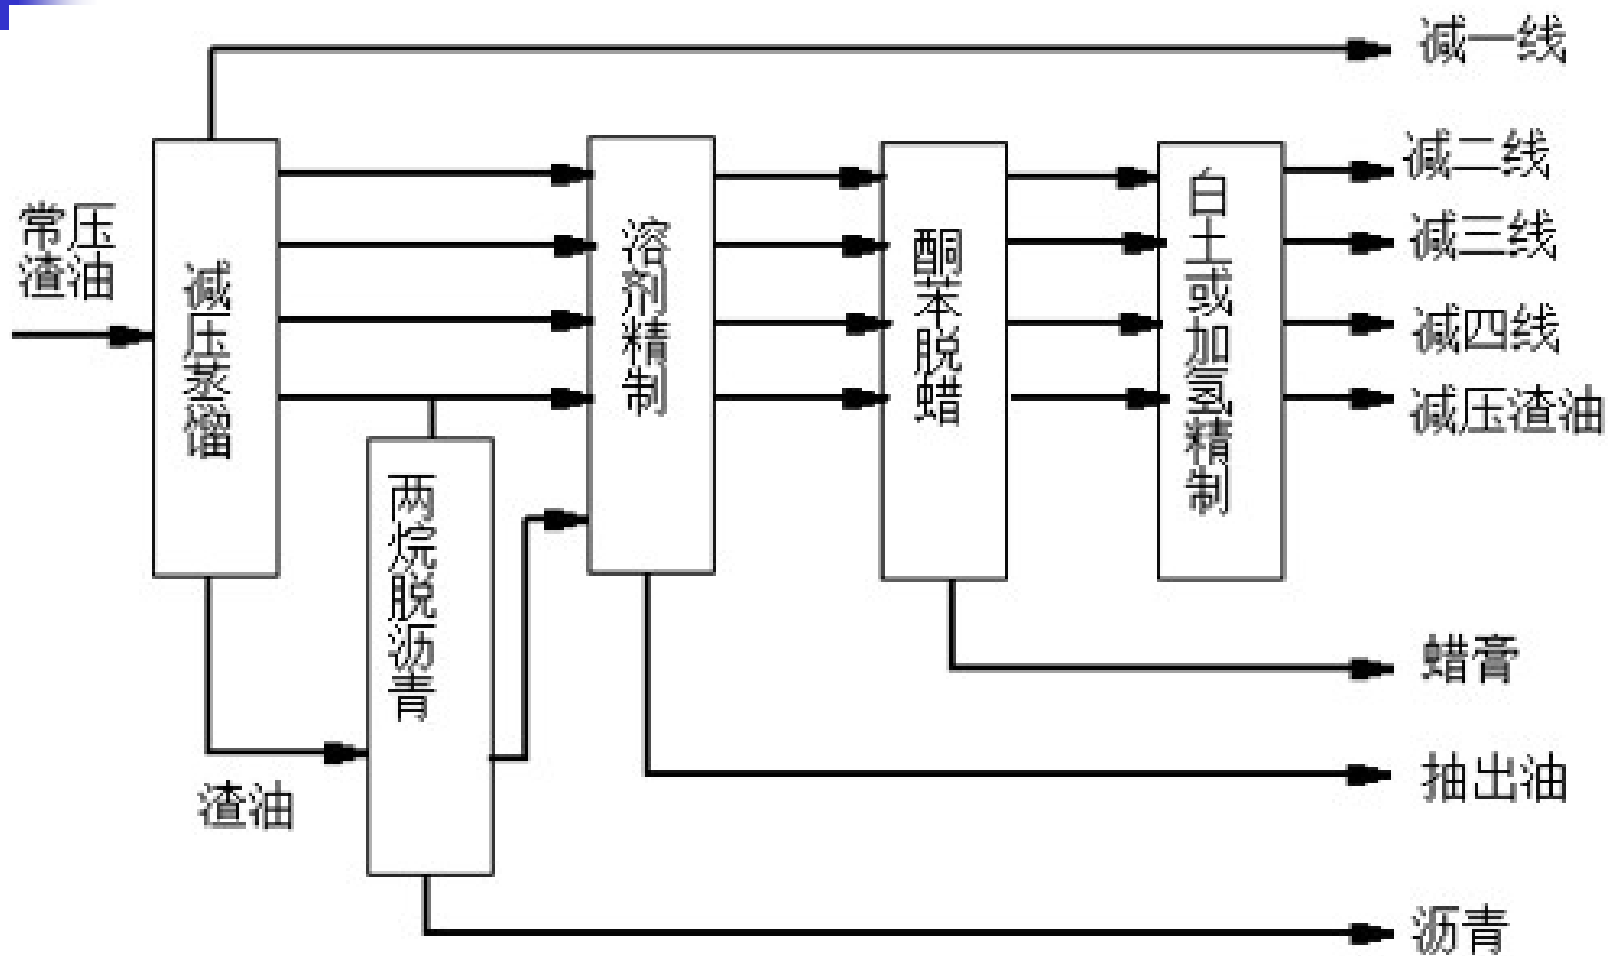 减一线
减二线
减三线
减四线
减压渣油
常压
渣油
减压蒸馏
溶剂精制
酮苯脱蜡
白土或加氢精制
两烷脱沥青
渣油
蜡膏
抽出油
沥青